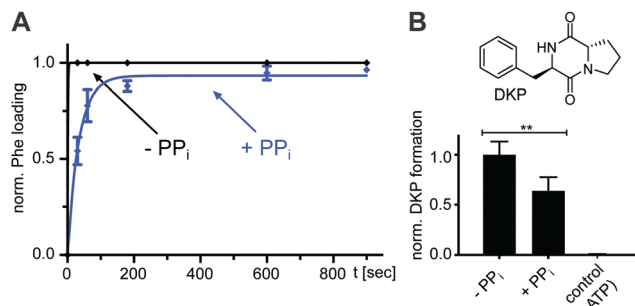 A
norm. Phe loading
1.0
0.5
0.0
0
200
400
600
800
t [sec]
- PPi
+ PPi
B
O
HN
N
O
DKP
norm. DKP formation
1.0
0.5
0.0
**
- PPi
+ PPi
control
ATP)